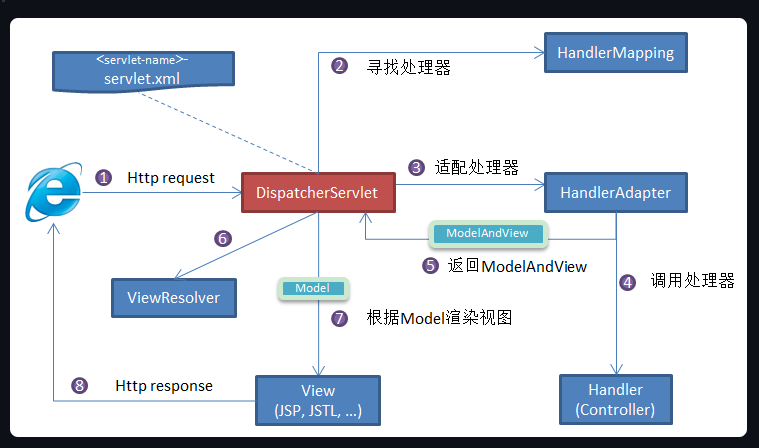 <servlet-name>-
servlet.xml
② 寻找处理器
HandlerMapping
① Http request
DispatcherServlet
③ 适配处理器
HandlerAdapter
ModelAndView
⑤ 返回ModelAndView
④ 调用处理器
⑥
ViewResolver
Model
⑦ 根据Model渲染视图
⑧ Http response
View
(JSP, JSTL, ...)
Handler
(Controller)